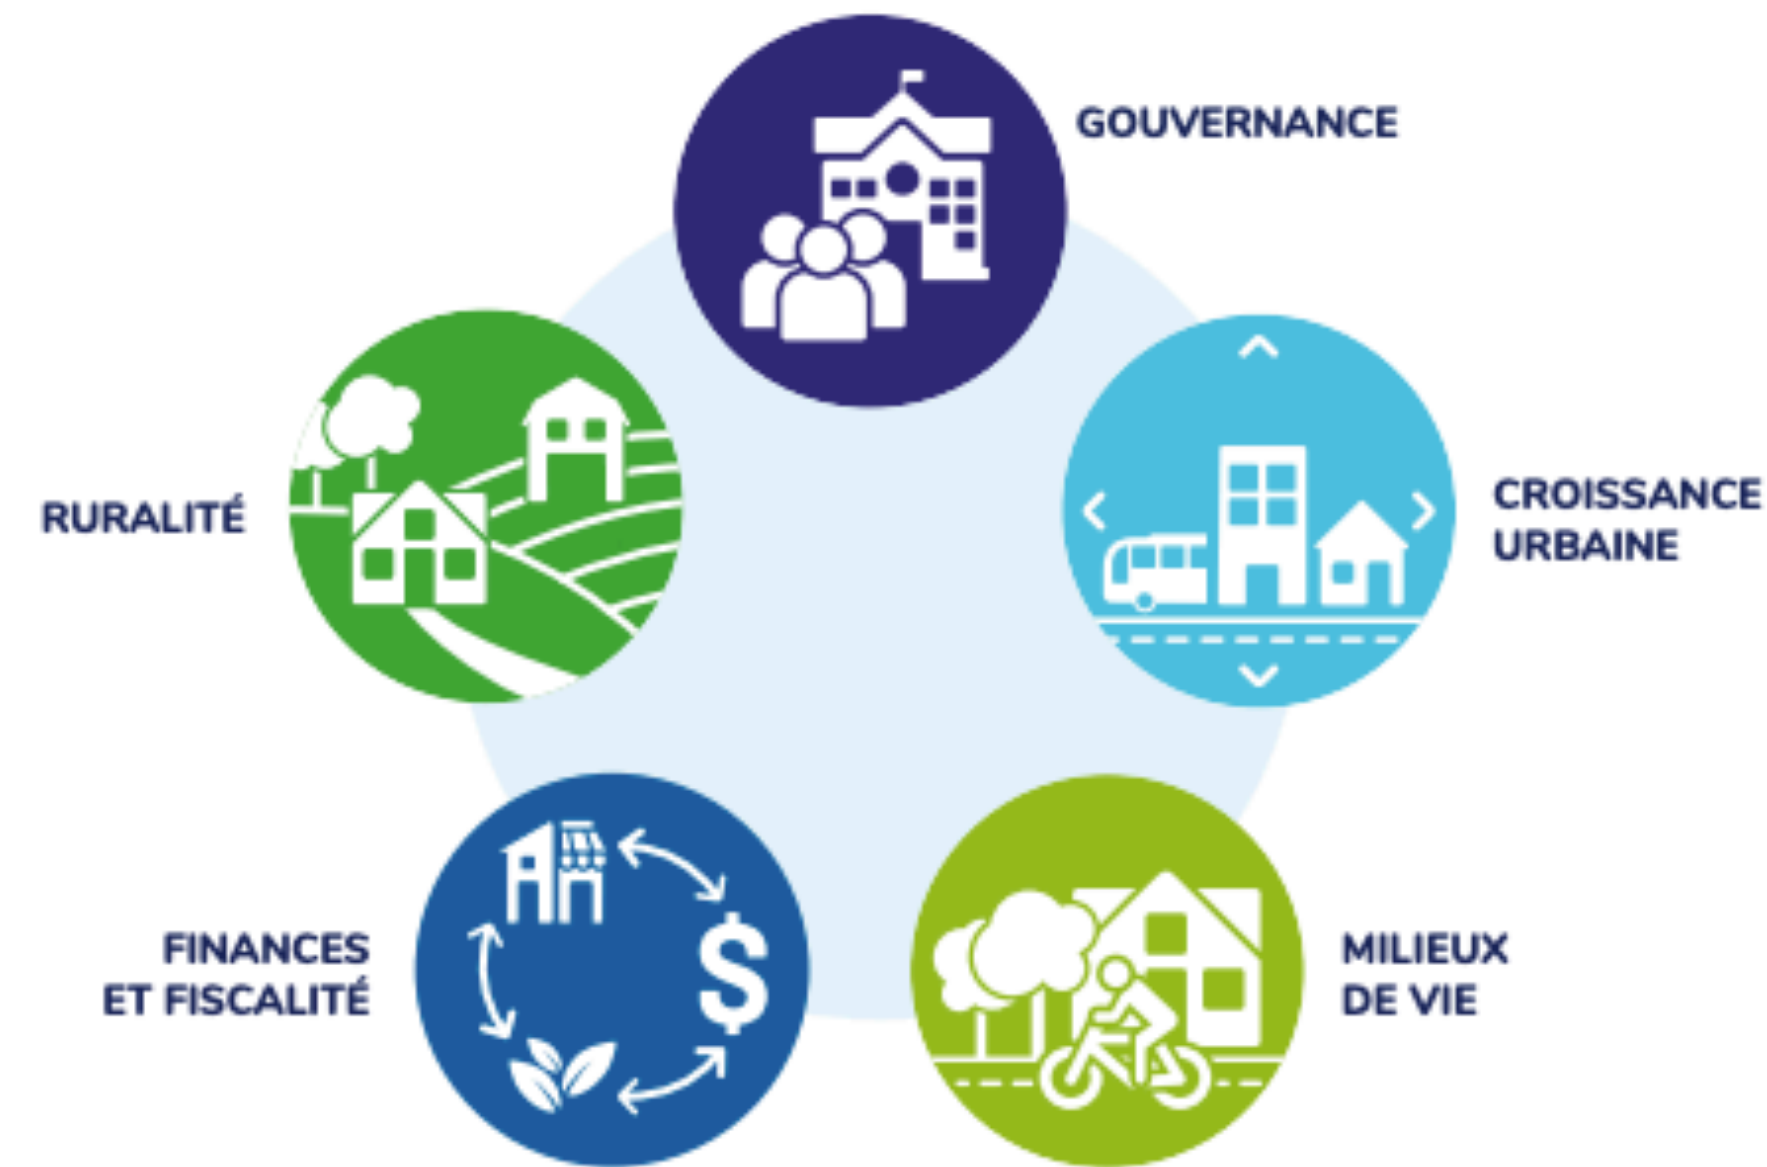 GOUVERNANCE
RURALITÉ
CROISSANCE
URBAINE
FINANCES
ET FISCALITÉ
MILIEUX
DE VIE